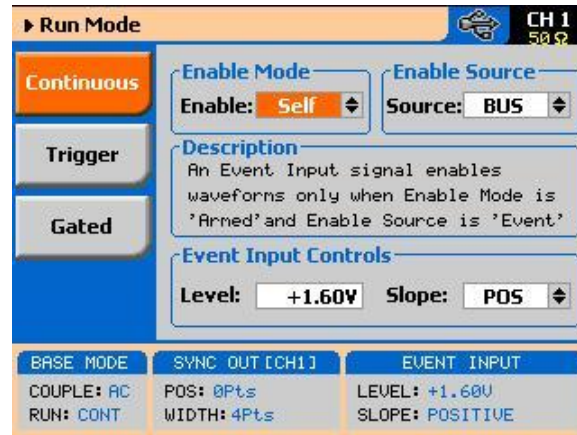 Run Mode
CH 1
50 Ω
Continuous
Trigger
Gated
Enable Mode
Enable: Self
Enable Source
Source: BUS
Description
An Event Input signal enables
waveforms only when Enable Mode is
'Armed'and Enable Source is 'Event'
Event Input Controls
Level: +1.60V Slope: POS
BASE MODE
COUPLE: AC
RUN: CONT
SYNC OUT [CH1]
POS: 0Pts
WIDTH: 4Pts
EVENT INPUT
LEVEL: +1.60V
SLOPE: POSITIVE